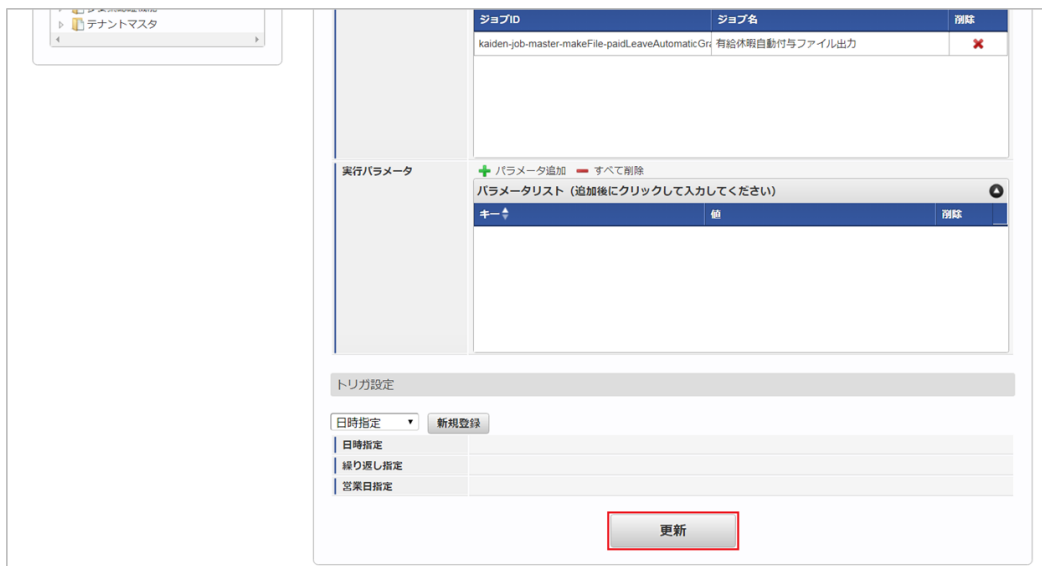 テナントマスタ
ジョブID ジョブ名 削除
kaiden-job-master-makeFile-paidLeaveAutomaticGra 有給休暇自動付与ファイル出力
実行パラメータ
パラメータ追加 すべて削除
パラメータリスト（追加後にクリックして入力してください）
キー 値 削除
トリガ設定
日時指定 新規登録
日時指定
繰り返し指定
営業日指定
更新